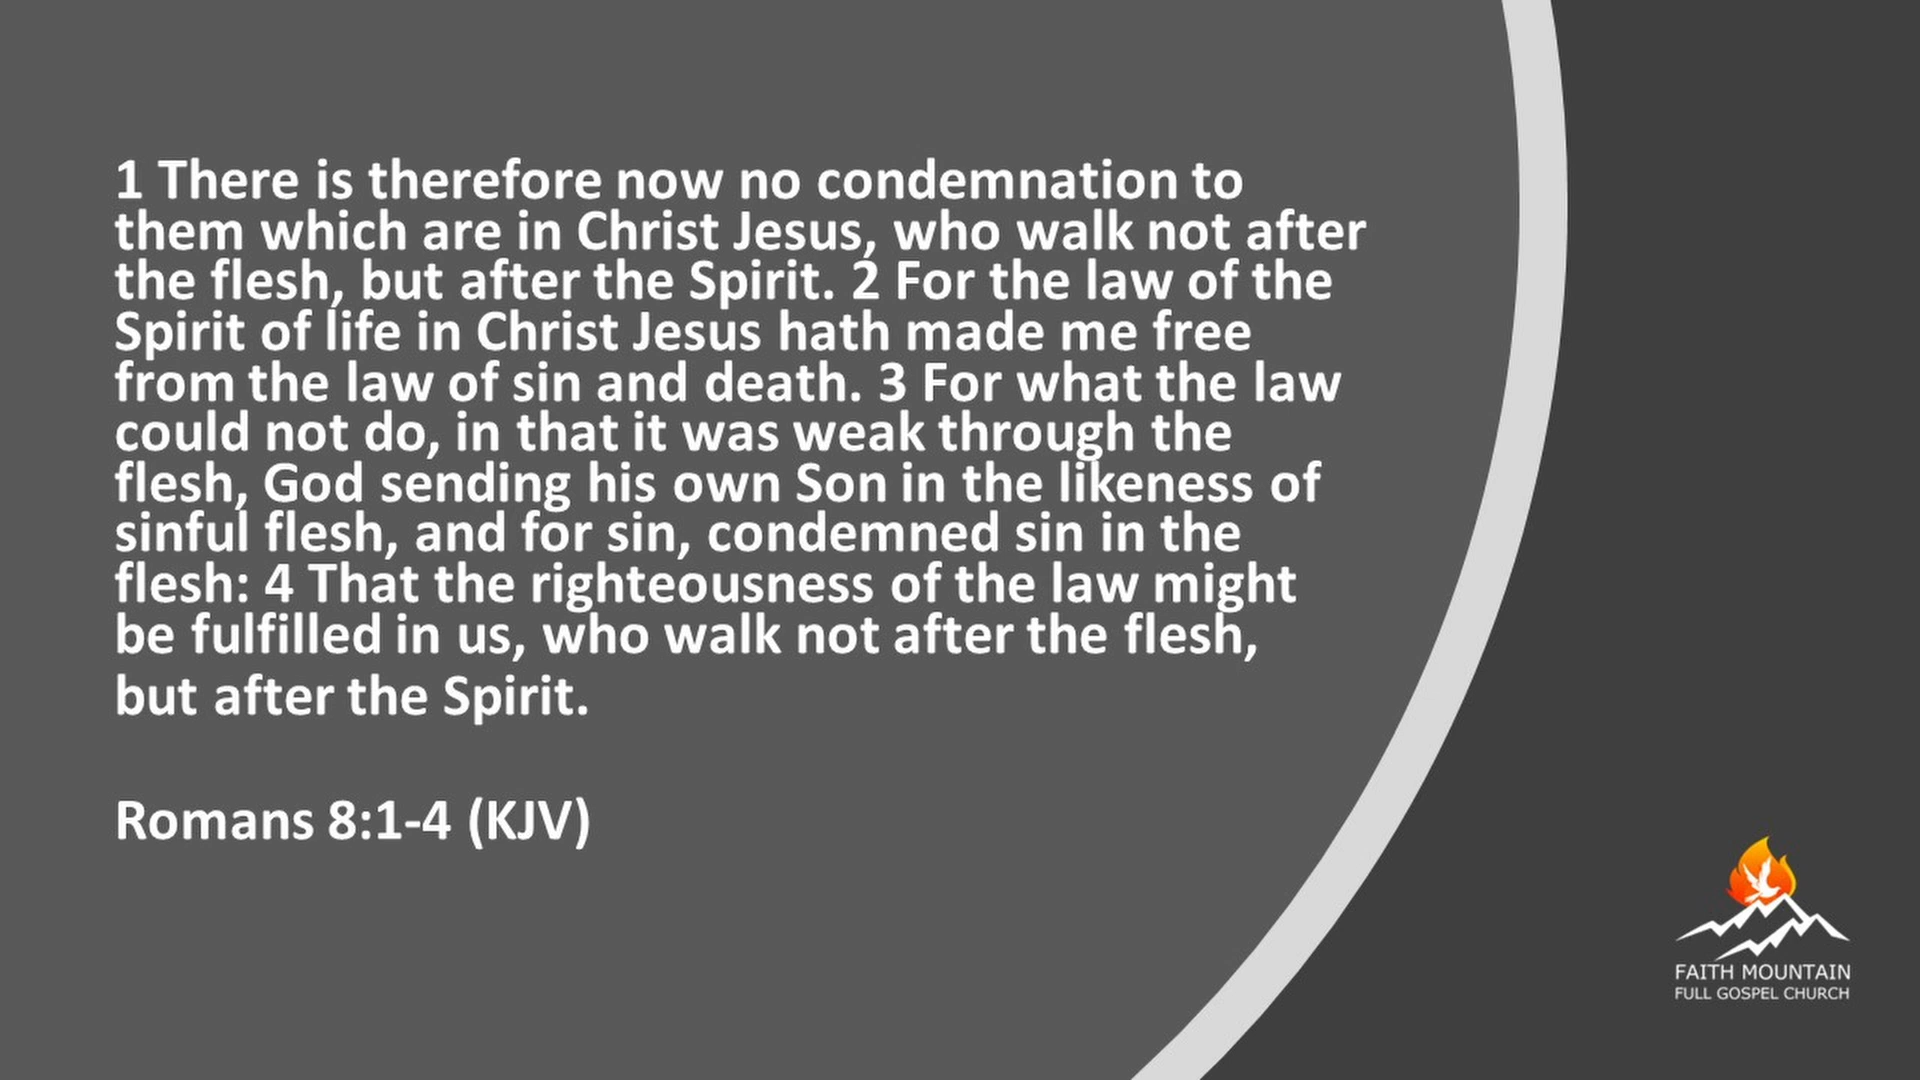 1 There is therefore now no condemnation to
them which are in Christ Jesus, who walk not after
the flesh, but after the Spirit. 2 For the law of the
Spirit of life in Christ Jesus hath made me free
from the law of sin and death. 3 For what the law
could not do, in that it was weak through the
flesh, God sending his own Son in the likeness of
sinful flesh, and for sin, condemned sin in the
flesh: 4 That the righteousness of the law might
be fulfilled in us, who walk not after the flesh,
but after the Spirit.
Romans 8:1-4 (KJV)
FAITH MOUNTAIN
FULL GOSPEL CHURCH